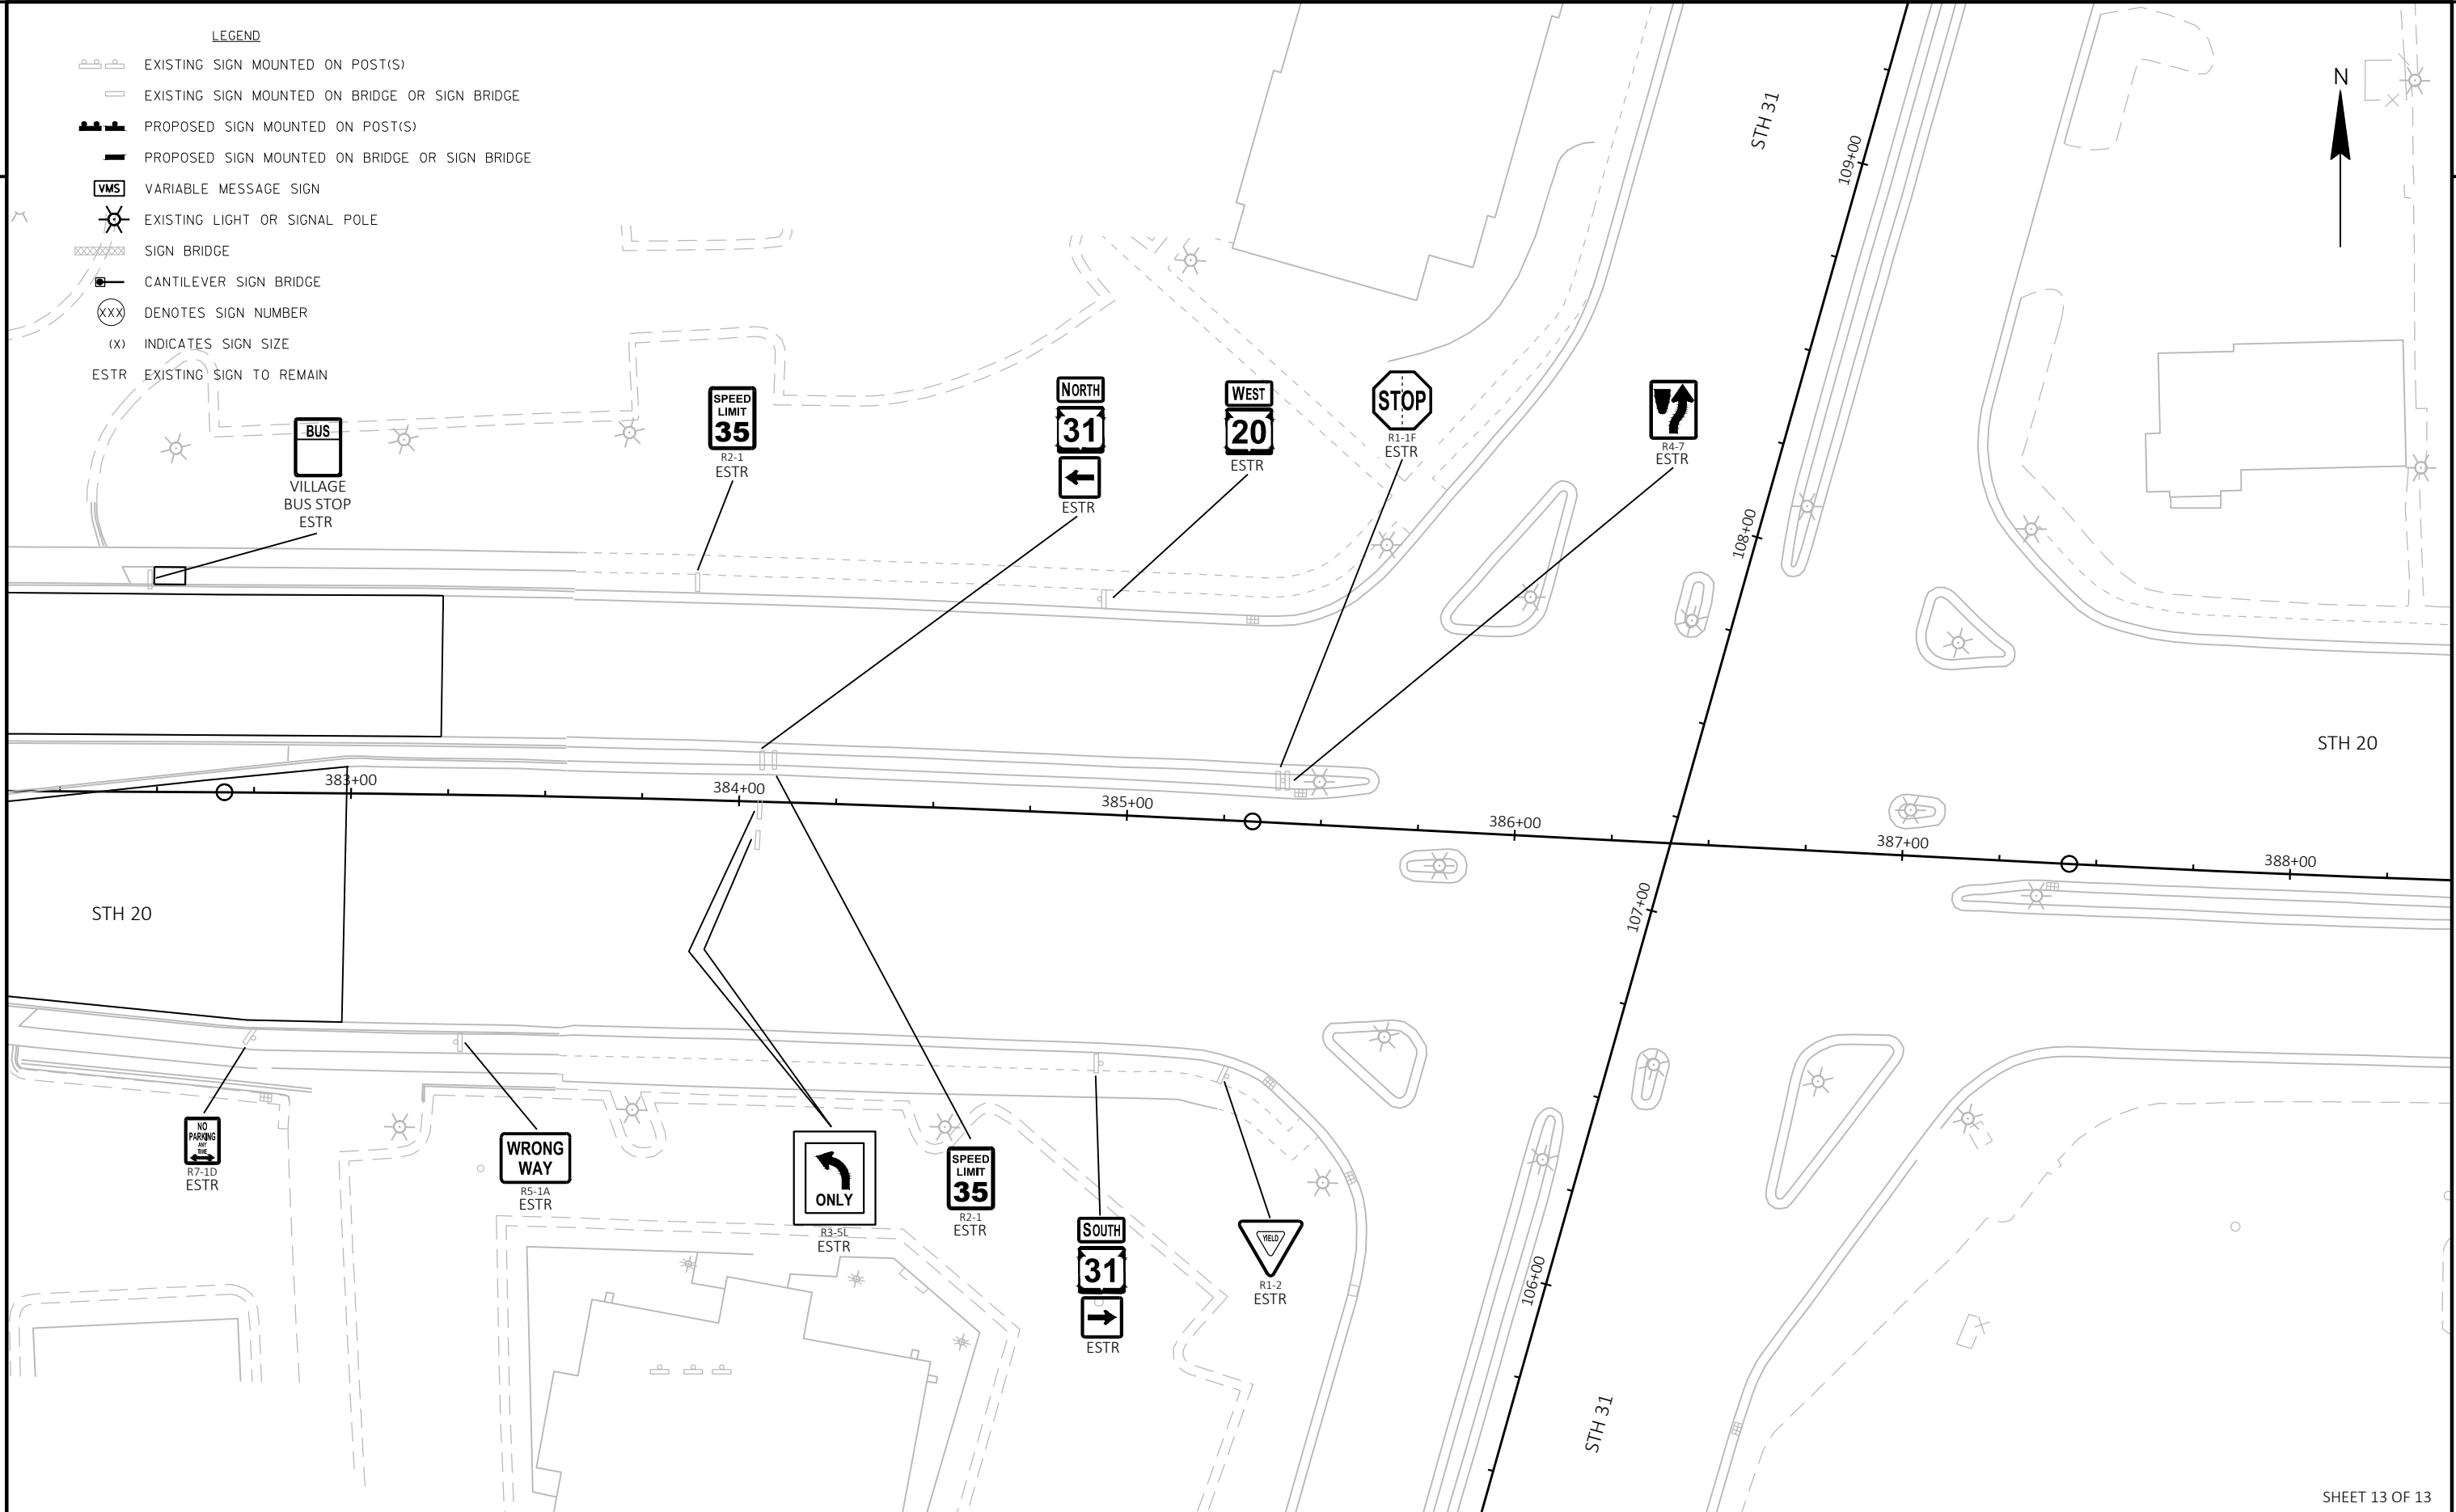 LEGEND
EXISTING SIGN MOUNTED ON POST(S)
EXISTING SIGN MOUNTED ON BRIDGE OR SIGN BRIDGE
PROPOSED SIGN MOUNTED ON POST(S)
PROPOSED SIGN MOUNTED ON BRIDGE OR SIGN BRIDGE
VMS VARIABLE MESSAGE SIGN
EXISTING LIGHT OR SIGNAL POLE
SIGN BRIDGE
CANTILEVER SIGN BRIDGE
XXX DENOTES SIGN NUMBER
(X) INDICATES SIGN SIZE
ESTR EXISTING SIGN TO REMAIN
N
STH 31
109+00
108+00
BUS
VILLAGE
BUS STOP
ESTR
SPEED
LIMIT
35
R2-1
ESTR
NORTH
31
ESTR
WEST
20
ESTR
STOP
R1-1F
ESTR
R4-7
ESTR
STH 20
383+00
384+00
385+00
386+00
387+00
388+00
STH 20
107+00
NO
PARKING
ANY
TIME
R7-1D
ESTR
WRONG
WAY
R5-1A
ESTR
ONLY
R3-5L
ESTR
SPEED
LIMIT
35
R2-1
ESTR
SOUTH
31
ESTR
YIELD
R1-2
ESTR
106+00
STH 31
SHEET 13 OF 13